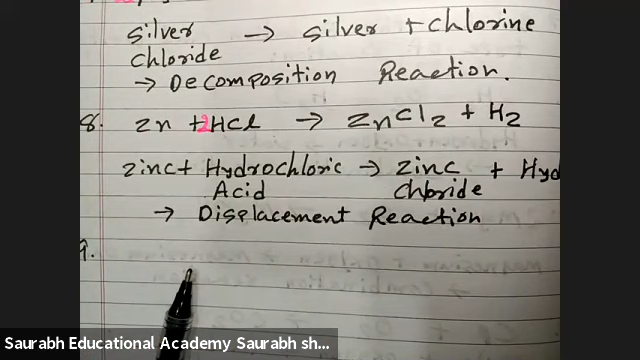 silver → silver + chlorine
chloride
→ Decomposition Reaction.
8. Zn + 2HCl → ZnCl2 + H2
zinc + Hydrochloric → zinc + Hyd
Acid chloride
→ Displacement Reaction
9.
Saurabh Educational Academy Saurabh sh...